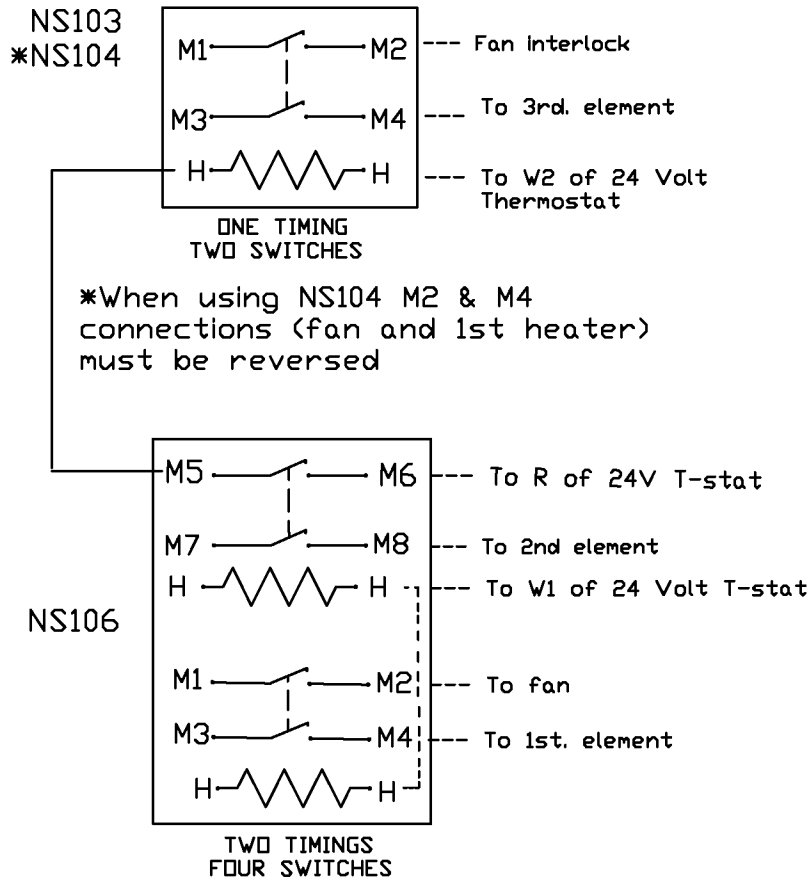 NS103
*NS104
M1 M2 --- Fan interlock
M3 M4 --- To 3rd. element
H H --- To W2 of 24 Volt
Thermostat
ONE TIMING
TWO SWITCHES
*When using NS104 M2 & M4
connections (fan and 1st heater)
must be reversed
M5 M6 --- To R of 24V T-stat
M7 M8 --- To 2nd element
H H --- To W1 of 24 Volt T-stat
NS106
M1 M2 --- To fan
M3 M4 --- To 1st. element
H H
TWO TIMINGS
FOUR SWITCHES